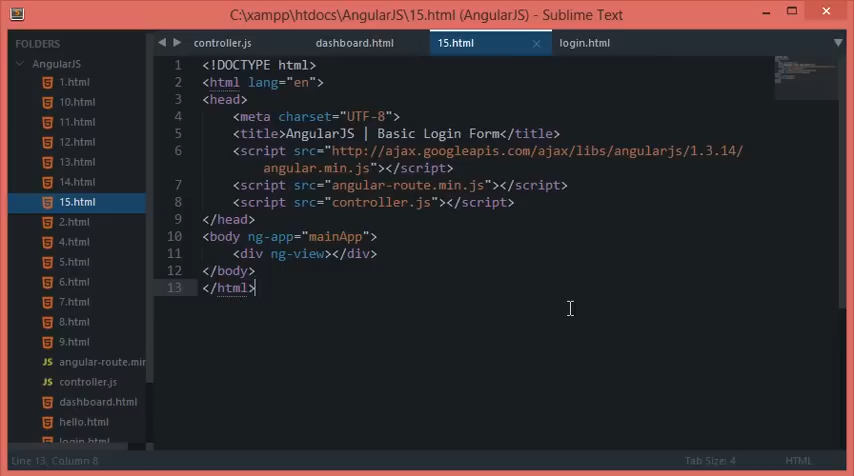 C:\xampp\htdocs\AngularJS\15.html (AngularJS) - Sublime Text
FOLDERS
AngularJS
1.html
10.html
11.html
12.html
13.html
14.html
15.html
2.html
4.html
5.html
6.html
7.html
8.html
9.html
angular-route.min
controller.js
dashboard.html
hello.html
login.html
controller.js
dashboard.html
15.html
login.html
1 <!DOCTYPE html>
2 <html lang="en">
3 <head>
4 <meta charset="UTF-8">
5 <title>AngularJS | Basic Login Form</title>
6 <script src="http://ajax.googleapis.com/ajax/libs/angularjs/1.3.14/
angular.min.js"></script>
7 <script src="angular-route.min.js"></script>
8 <script src="controller.js"></script>
9 </head>
10 <body ng-app="mainApp">
11 <div ng-view></div>
12 </body>
13 </html>
Line 13, Column 8
Tab Size: 4
HTML